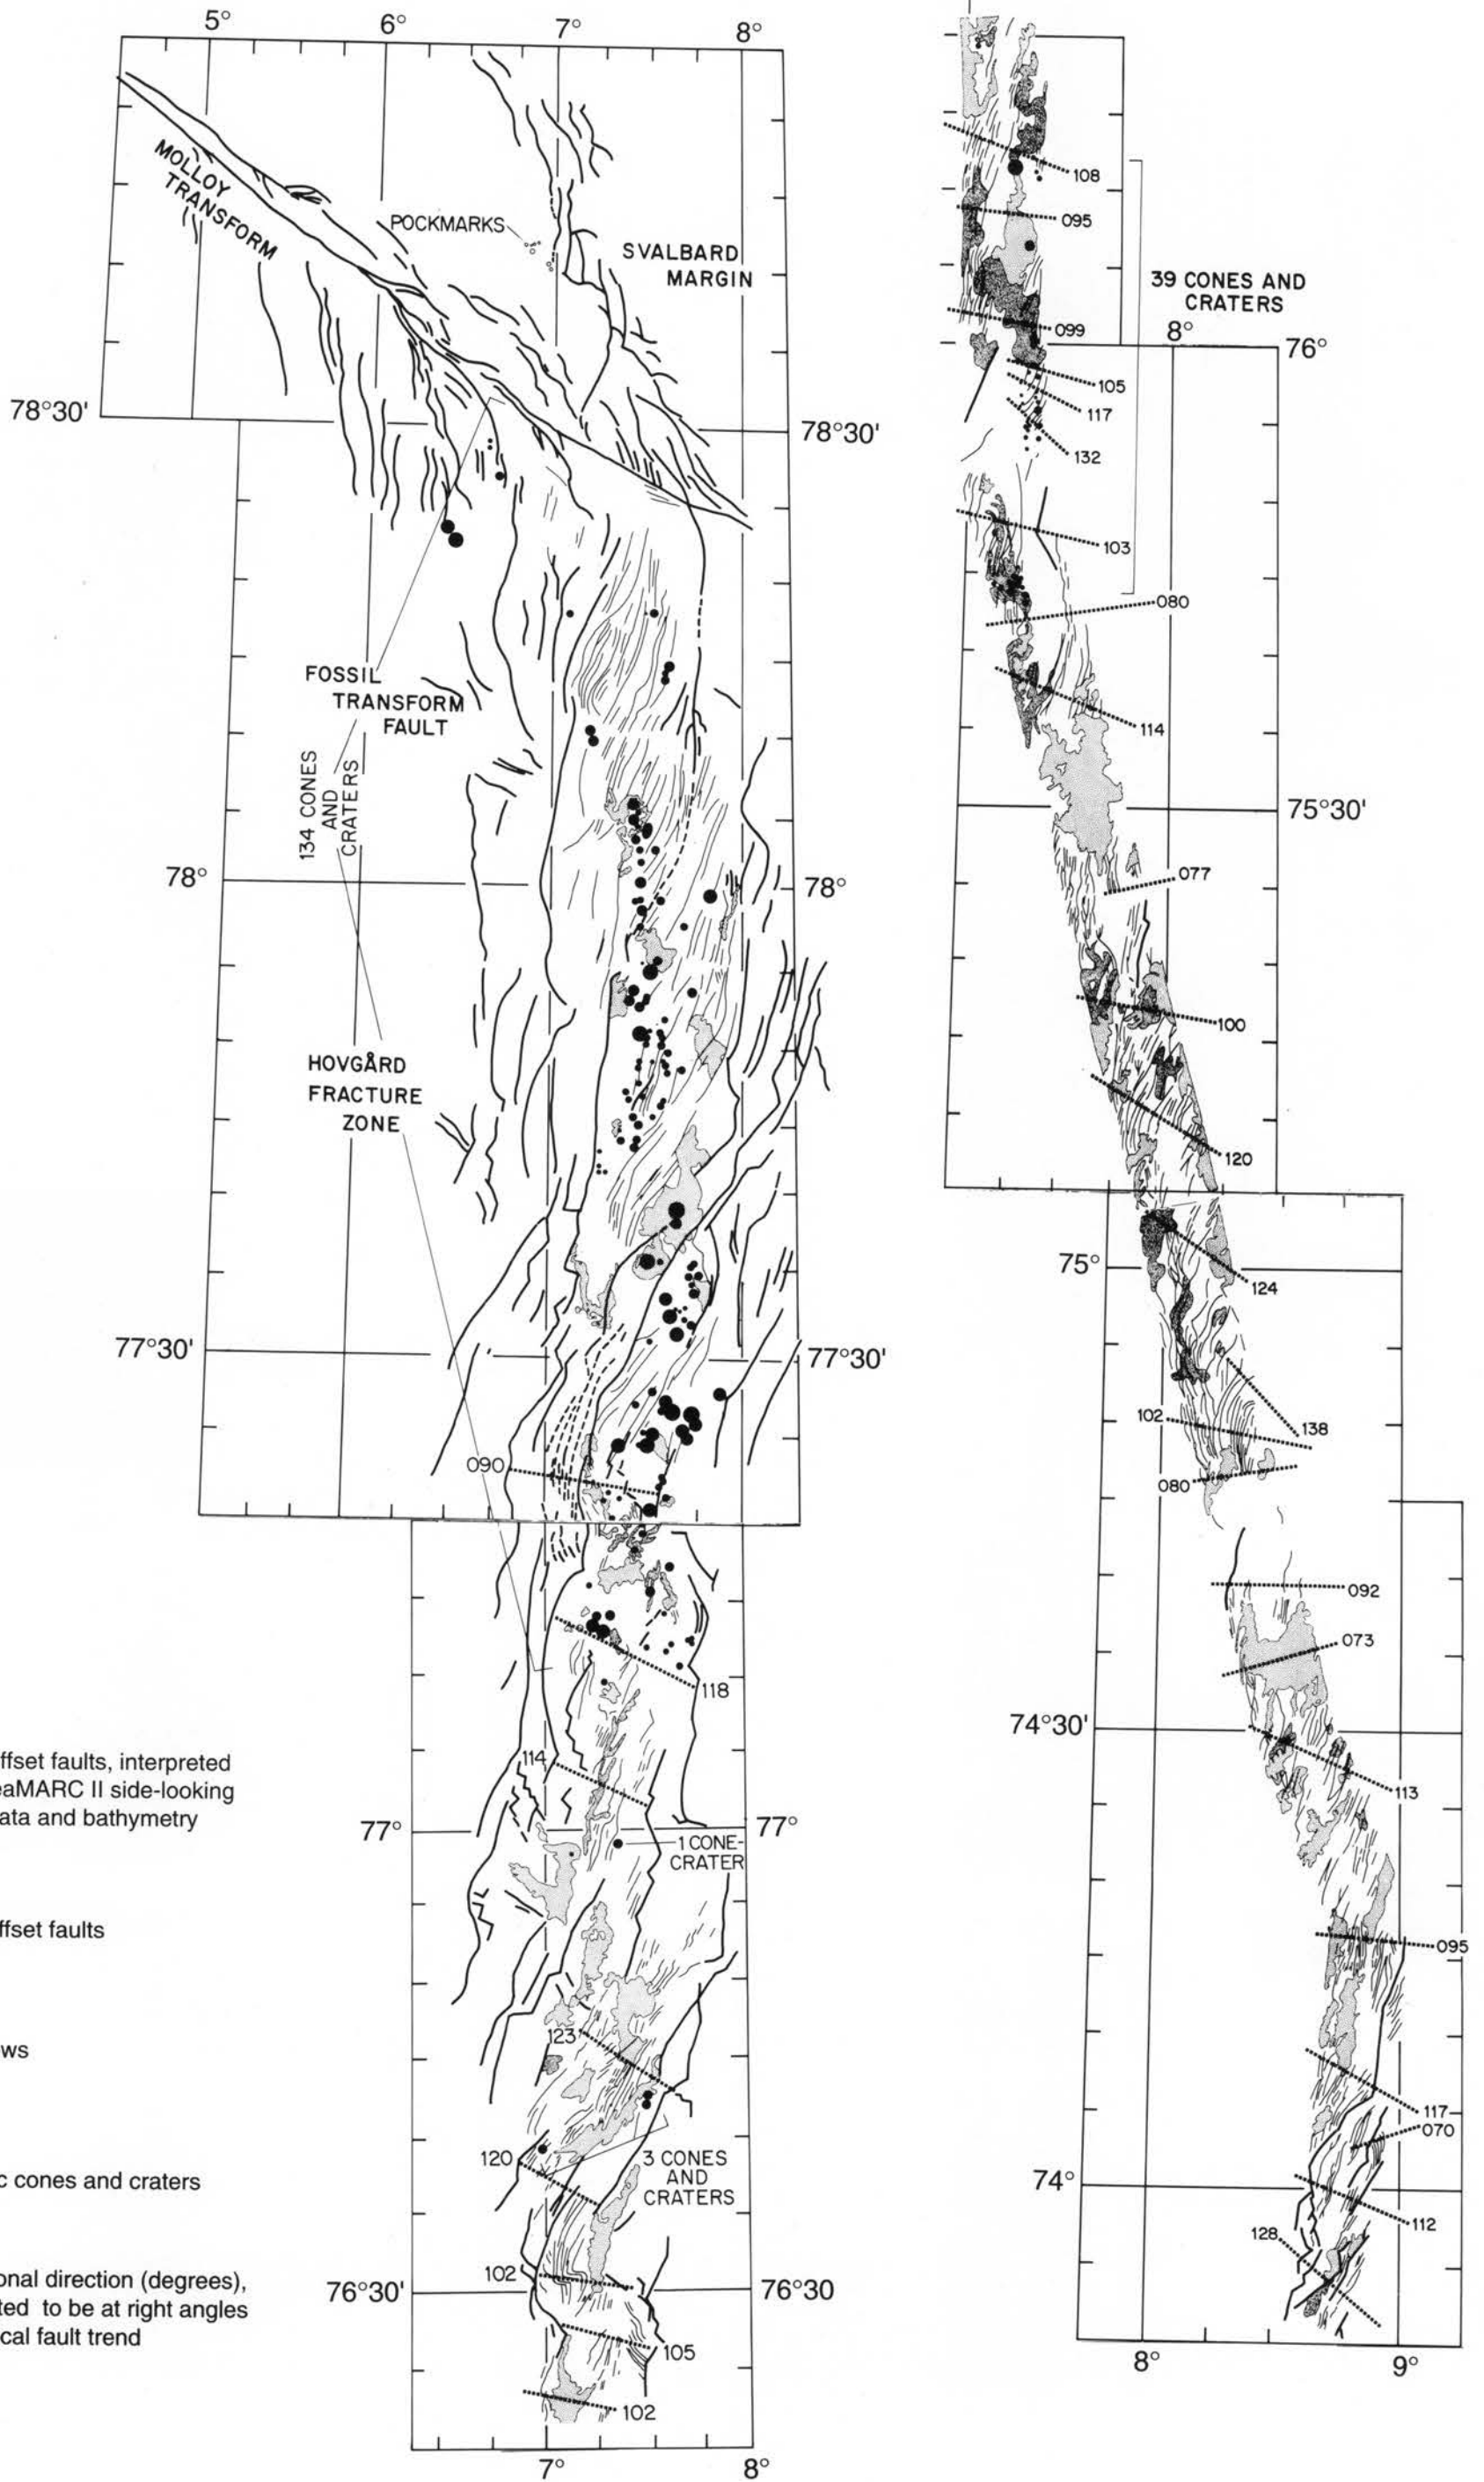 5°
6°
7°
8°
MOLLOY
TRANSFORM
POCKMARKS
SVALBARD
MARGIN
78°30'
78°30'
FOSSIL
TRANSFORM
FAULT
134 CONES
AND
CRATERS
78°
78°
HOVGÅRD
FRACTURE
ZONE
77°30'
77°30'
090
118
114
77°
77°
1 CONE-
CRATER
123
120
3 CONES
AND
CRATERS
102
76°30'
76°30
105
102
7°
8°
ffset faults, interpreted
eaMARC II side-looking
ata and bathymetry
ffset faults
ws
c cones and craters
onal direction (degrees),
ted to be at right angles
cal fault trend
108
095
39 CONES AND
CRATERS
099
8°
76°
105
117
132
103
080
114
75°30'
077
100
120
75°
124
102
138
080
092
073
74°30'
113
095
117
070
74°
112
128
8°
9°